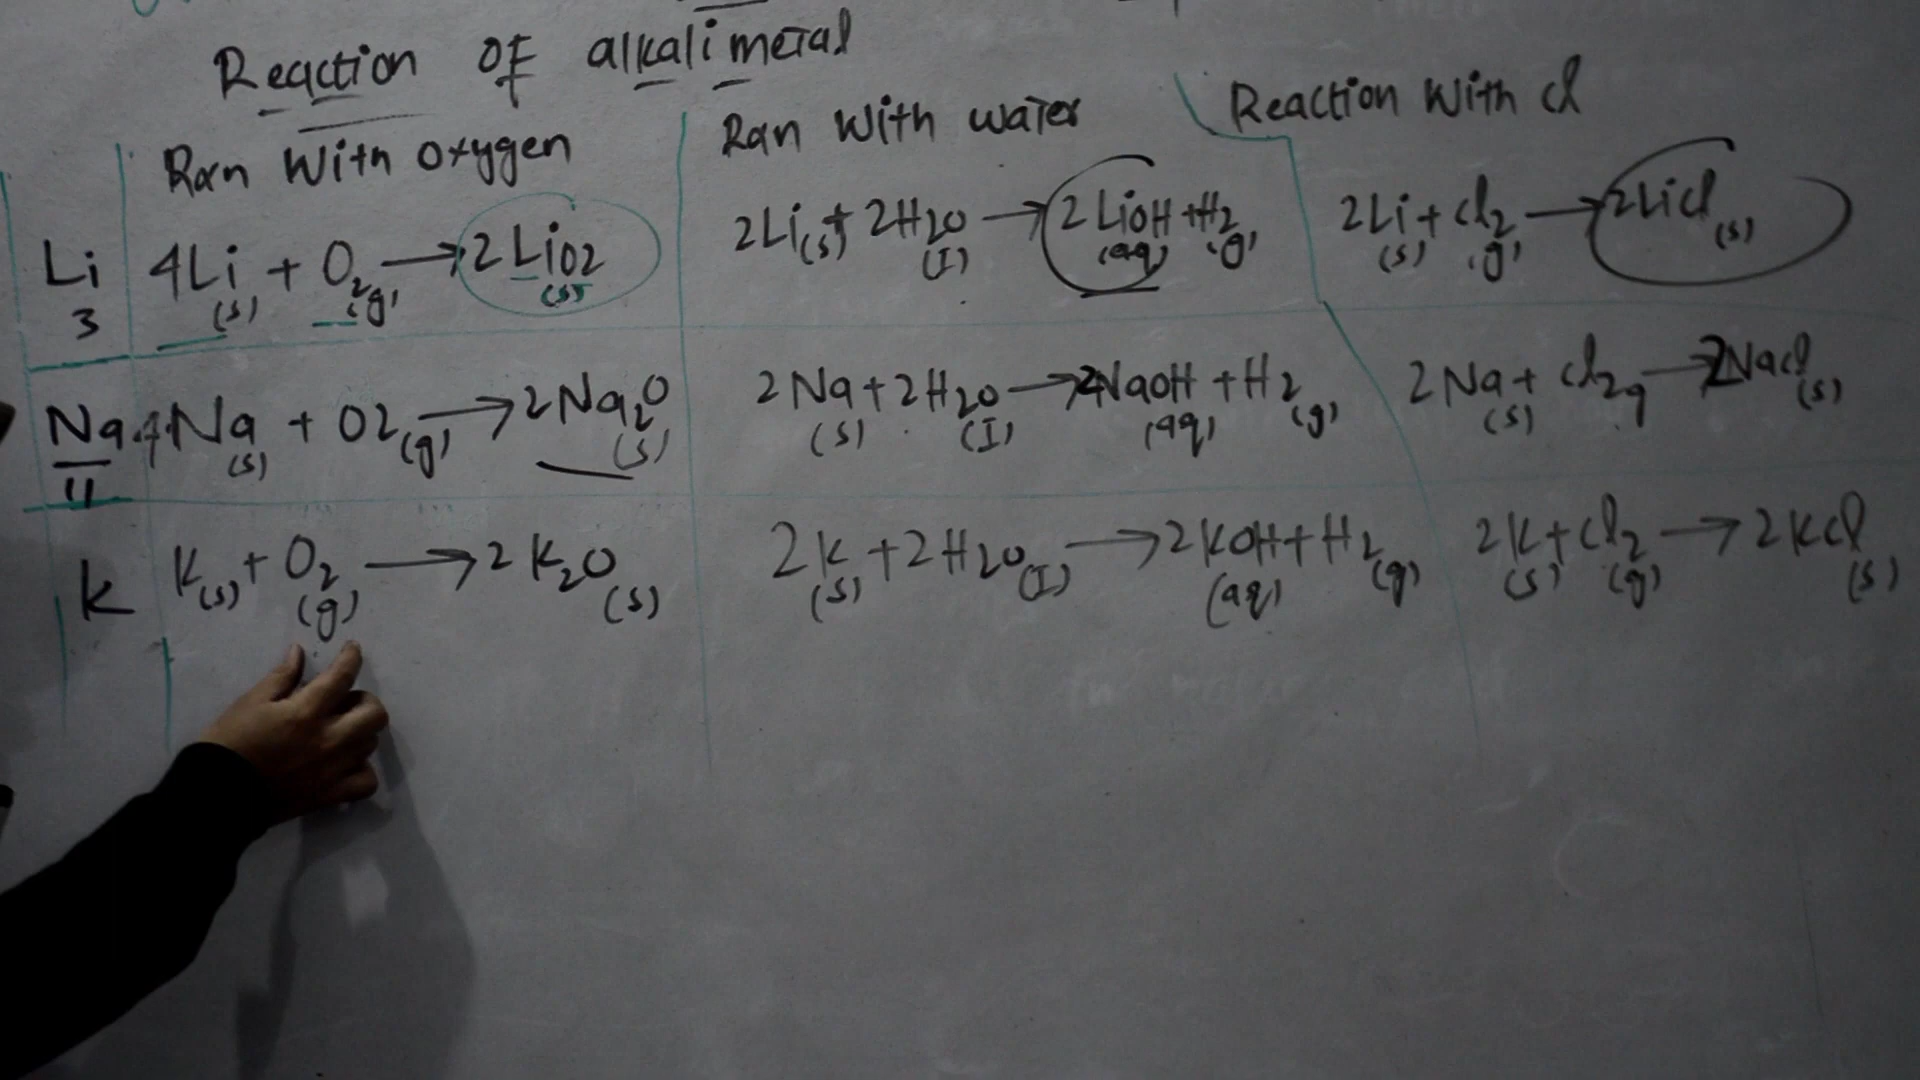 Reaction OF alkali metal
Rxn With Oxygen
Rxn With water
Reaction With cl
Li
3
4Li(s) + O2(g) → 2LiO2(s)
2Li(s) + 2H2O(I) → 2LiOH(aq) + H2(g)
2Li(s) + Cl2(g) → 2Licl(s)
Na
11
4Na(s) + O2(g) → 2Na2O(s)
2Na(s) + 2H2O(I) → 2NaOH(aq) + H2(g)
2Na(s) + Cl2g → 2Nacl(s)
k
K(s) + O2(g) → 2K2O(s)
2K(s) + 2H2O(I) → 2KOH(aq) + H2(g)
2K(s) + Cl2(g) → 2KCl(s)